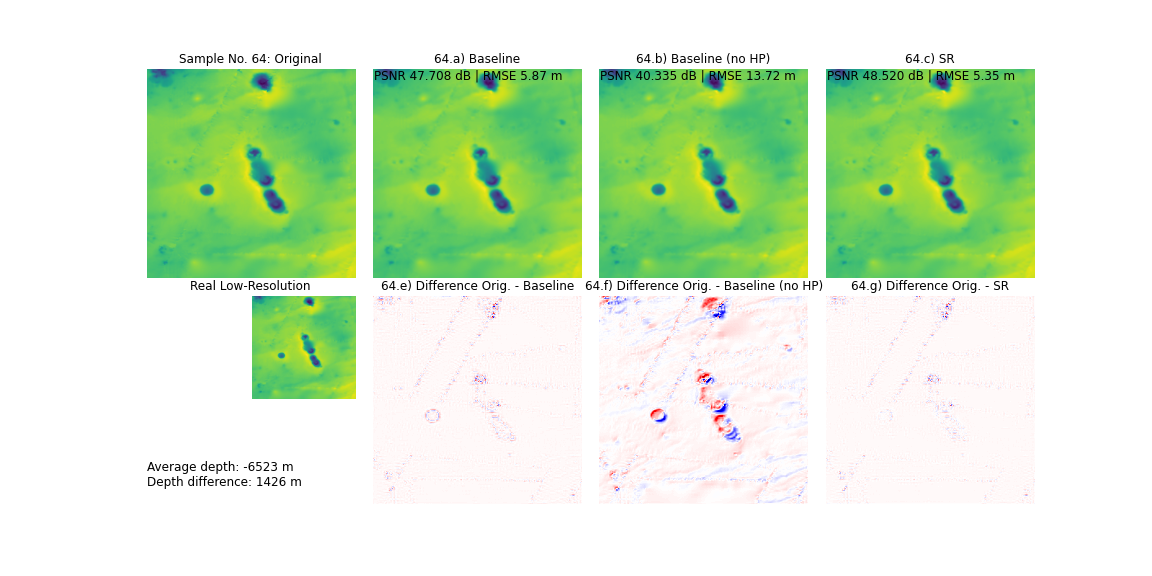 Sample No. 64: Original
64.a) Baseline
64.b) Baseline (no HP)
64.c) SR
PSNR 47.708 dB | RMSE 5.87 m
PSNR 40.335 dB | RMSE 13.72 m
PSNR 48.520 dB | RMSE 5.35 m
Real Low-Resolution
64.e) Difference Orig. - Baseline
64.f) Difference Orig. - Baseline (no HP)
64.g) Difference Orig. - SR
Average depth: -6523 m
Depth difference: 1426 m